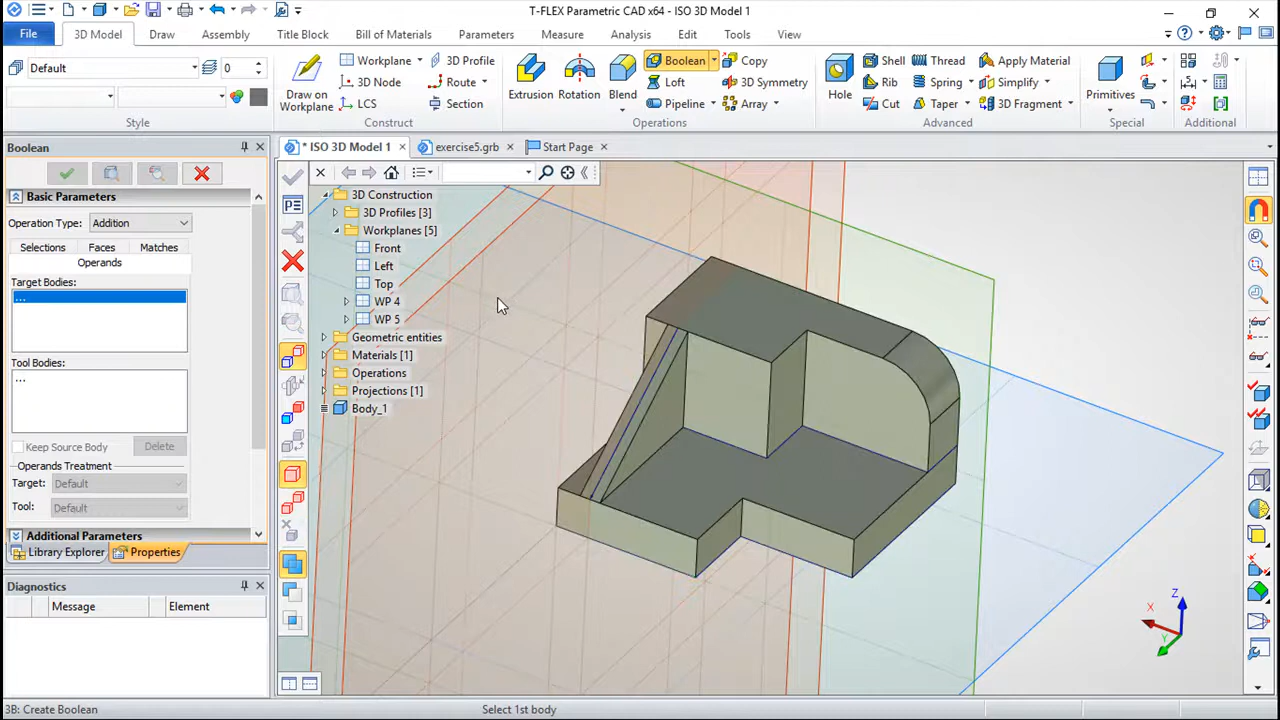 T-FLEX Parametric CAD x64 - ISO 3D Model 1
File 3D Model Draw Assembly Title Block Bill of Materials Parameters Measure Analysis Edit Tools View
Default 0
Style
Draw on Workplane
Workplane 3D Profile
3D Node Route
LCS Section
Construct
Extrusion Rotation Blend
Boolean Copy
Loft 3D Symmetry
Pipeline Array
Operations
Hole
Shell Thread Apply Material
Rib Spring Simplify
Cut Taper 3D Fragment
Advanced
Primitives
Special
Additional
Boolean
* ISO 3D Model 1 exercise5.grb Start Page
Basic Parameters
Operation Type: Addition
Selections Faces Matches
Operands
Target Bodies:
...
Tool Bodies:
...
Keep Source Body Delete
Operands Treatment
Target: Default
Tool: Default
Additional Parameters
Library Explorer Properties
Diagnostics
Message Element
3D Construction
3D Profiles [3]
Workplanes [5]
Front
Left
Top
WP 4
WP 5
Geometric entities
Materials [1]
Operations
Projections [1]
Body_1
X
Y
Z
3B: Create Boolean Select 1st body